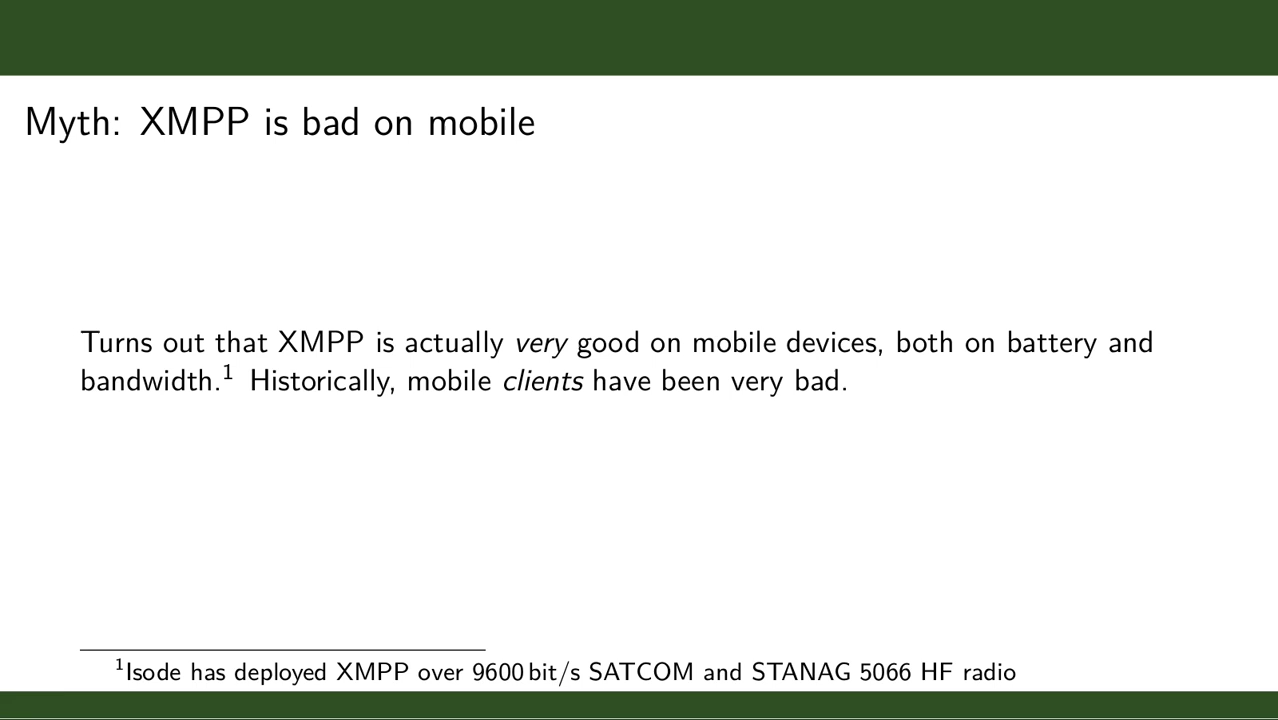 Myth: XMPP is bad on mobile
Turns out that XMPP is actually very good on mobile devices, both on battery and
bandwidth.¹ Historically, mobile clients have been very bad.
¹Isode has deployed XMPP over 9600 bit/s SATCOM and STANAG 5066 HF radio